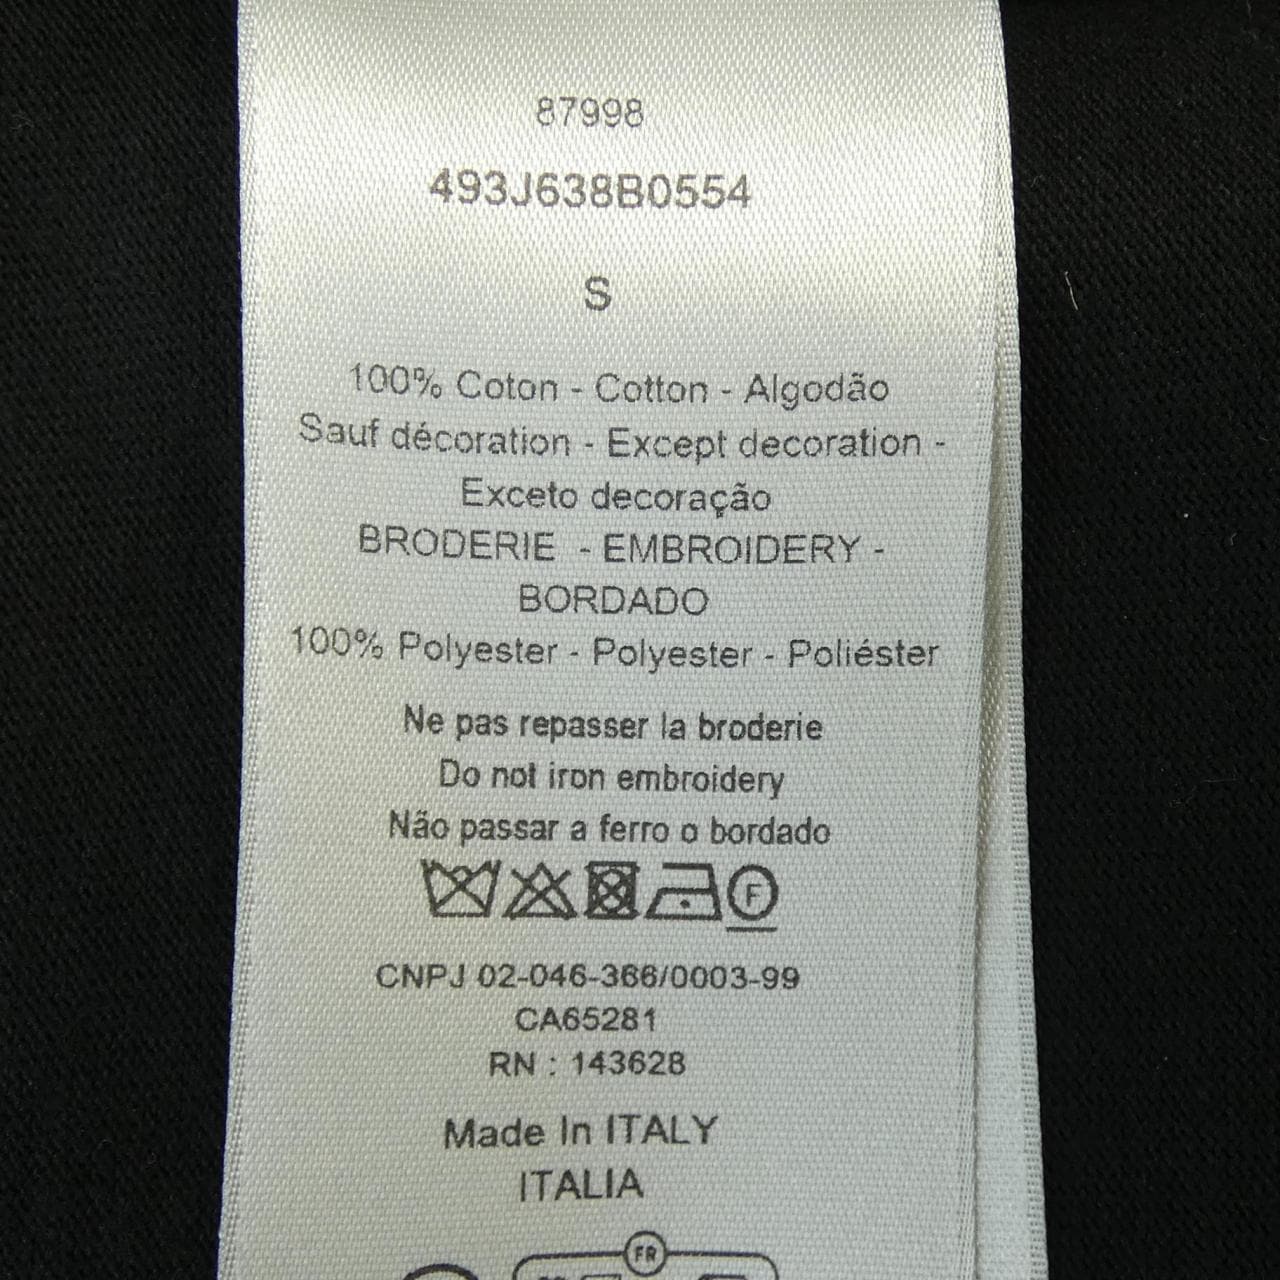 87998
493J638B0554
S
100% Coton - Cotton - Algodão
Sauf décoration - Except decoration -
Exceto decoração
BRODERIE - EMBROIDERY -
BORDADO
100% Polyester - Polyester - Poliéster
Ne pas repasser la broderie
Do not iron embroidery
Não passar a ferro o bordado
F
CNPJ 02-046-366/0003-99
CA65281
RN : 143628
Made In ITALY
ITALIA
FR